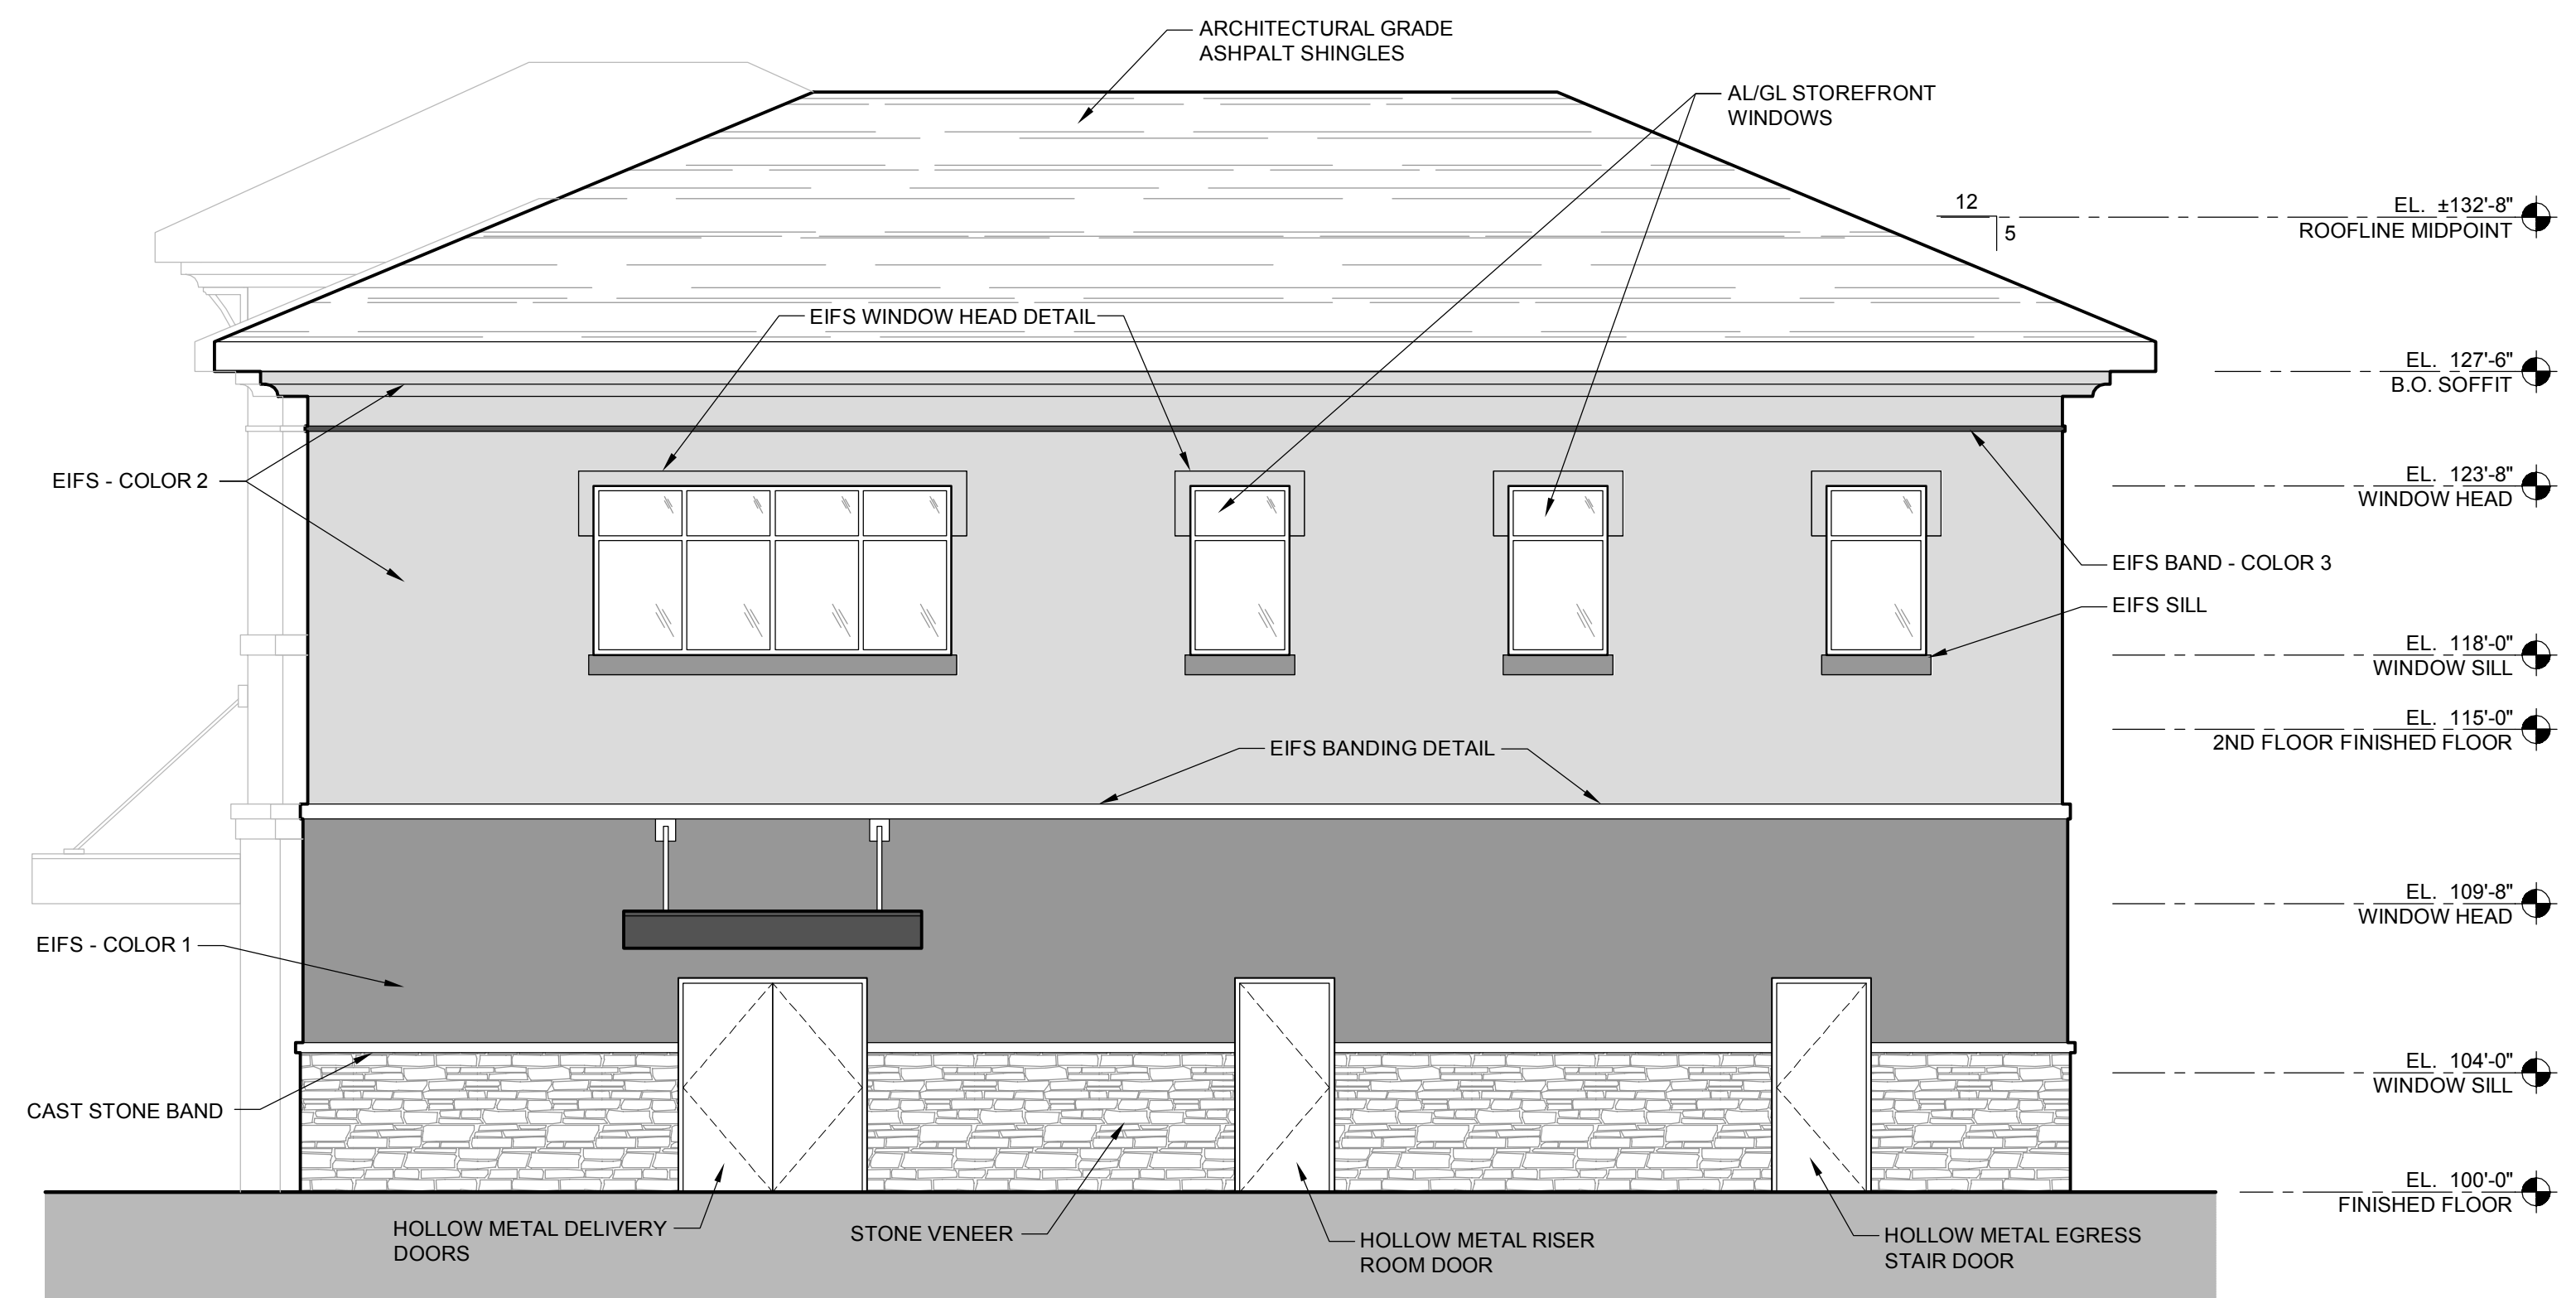 ARCHITECTURAL GRADE
ASHPALT SHINGLES
AL/GL STOREFRONT
WINDOWS
12
5
EL. ±132'-8"
ROOFLINE MIDPOINT
EIFS WINDOW HEAD DETAIL
EL. 127'-6"
B.O. SOFFIT
EIFS - COLOR 2
EL. 123'-8"
WINDOW HEAD
EIFS BAND - COLOR 3
EIFS SILL
EL. 118'-0"
WINDOW SILL
EL. 115'-0"
2ND FLOOR FINISHED FLOOR
EIFS BANDING DETAIL
EL. 109'-8"
WINDOW HEAD
EIFS - COLOR 1
EL. 104'-0"
WINDOW SILL
CAST STONE BAND
EL. 100'-0"
FINISHED FLOOR
HOLLOW METAL DELIVERY
DOORS
STONE VENEER
HOLLOW METAL RISER
ROOM DOOR
HOLLOW METAL EGRESS
STAIR DOOR